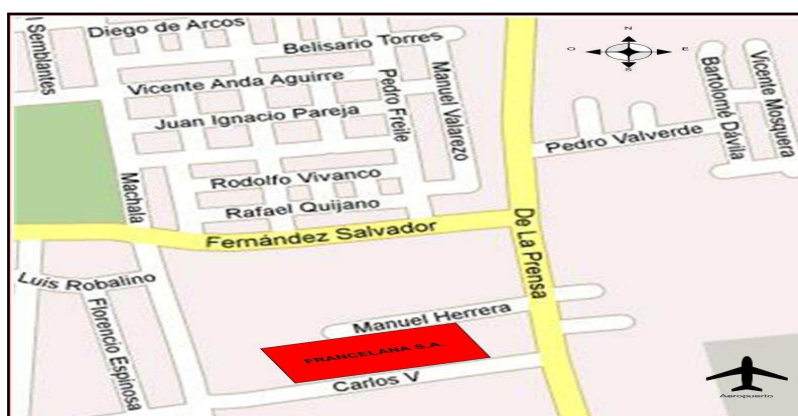 I Semblantes
Diego de Arcos
Belisario Torres
Vicente Anda Aguirre
Pedro Freile
Manuel Valarezo
Juan Ignacio Pareja
N
O
E
S
Bartolomé Dávila
Vicente Mosquera
Pedro Valverde
Machala
Rodolfo Vivanco
Rafael Quijano
Fernández Salvador
De La Prensa
Luis Robalino
Florencio Espinosa
Manuel Herrera
FRANCELANA S.A.
Carlos V
Aeropuerto